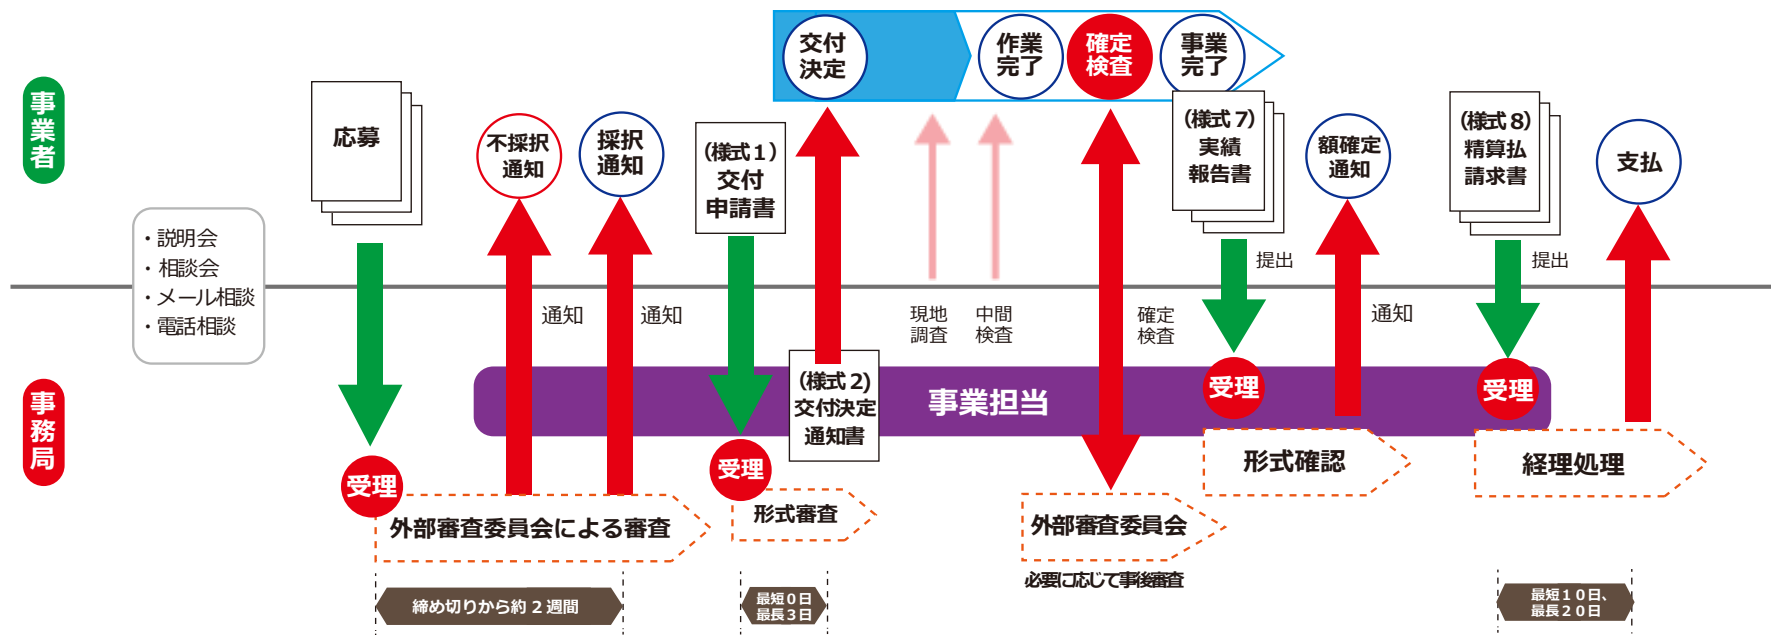 交付
決定
作業
完了
確定
検査
事業
完了
事業者
応募
不採択
通知
採択
通知
（様式１）
交付
申請書
（様式７）
実績
報告書
額確定
通知
（様式８）
精算払
請求書
支払
・説明会
・相談会
・メール相談
・電話相談
通知
通知
現地
調査
中間
検査
確定
検査
提出
通知
提出
事務局
（様式２）
交付決定
通知書
事業担当
受理
受理
受理
受理
外部審査委員会による審査
形式審査
外部審査委員会
必要に応じて事後審査
形式確認
経理処理
締め切りから約２週間
最短０日
最長３日
最短１０日、
最長２０日